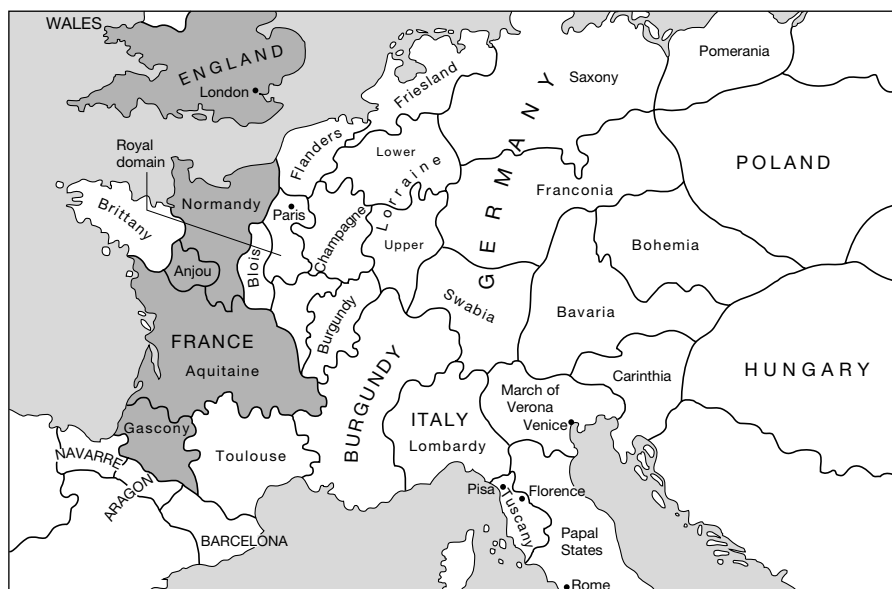 WALES
ENGLAND
London
Friesland
Saxony
Pomerania
Royal
domain
Flanders
Lower
Lorraine
Upper
GERMANY
Franconia
POLAND
Brittany
Normandy
Paris
Champagne
Anjou
Blois
Bohemia
Swabia
Bavaria
Burgundy
FRANCE
Aquitaine
BURGUNDY
HUNGARY
Carinthia
March of
Verona
Venice
ITALY
Lombardy
Gascony
Toulouse
NAVARRE
ARAGON
BARCELONA
Pisa
Florence
Tuscany
Papal
States
Rome